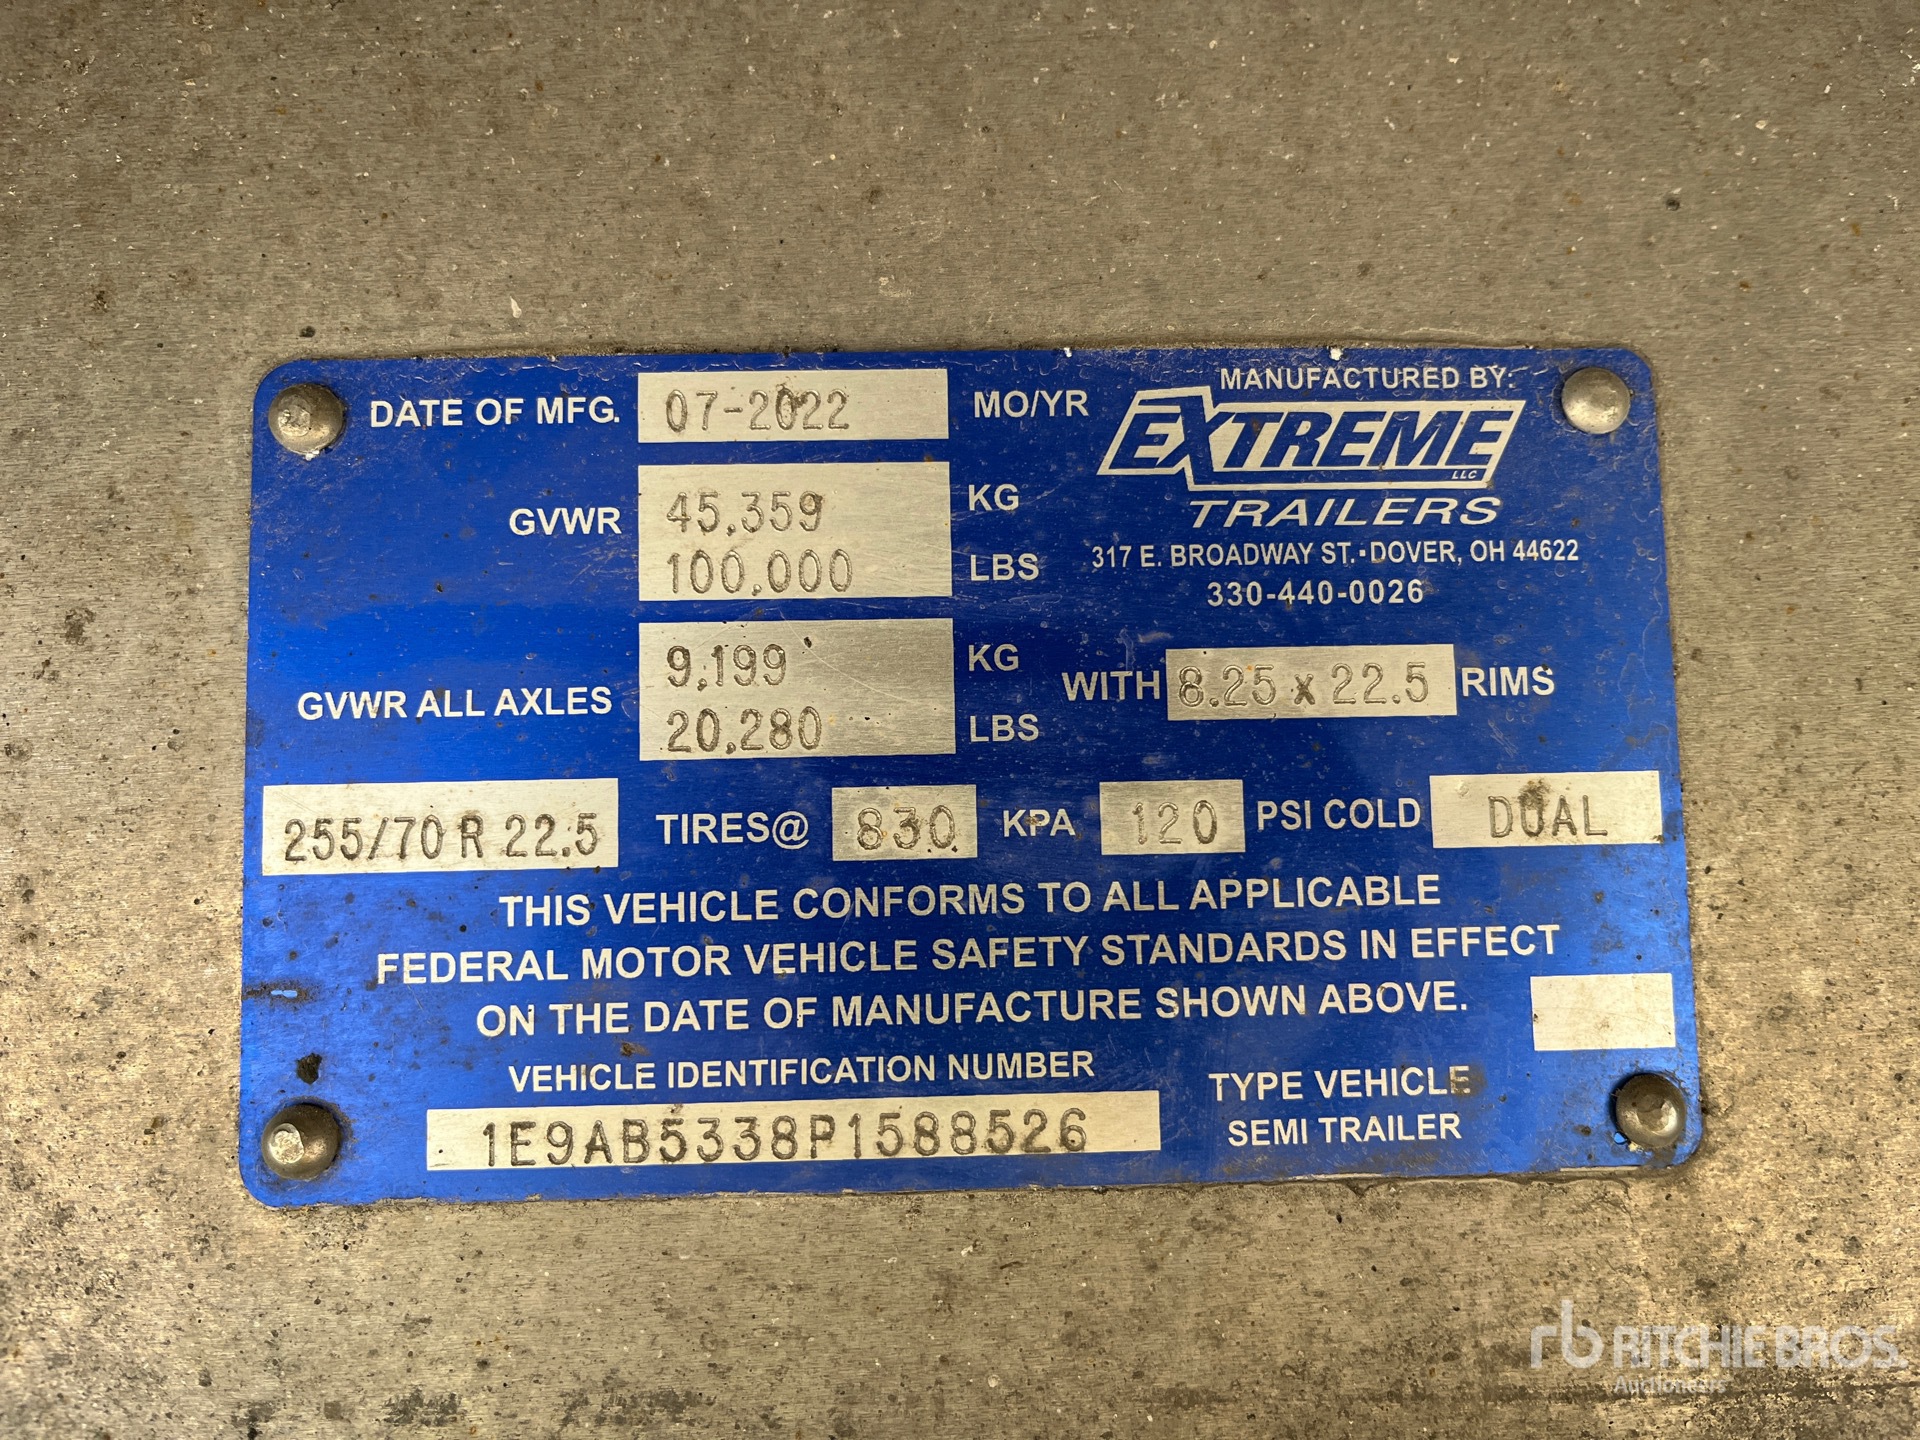 DATE OF MFG. 07-2022 MO/YR
GVWR 45,359 KG
100,000 LBS
GVWR ALL AXLES 9,199 KG
20,280 LBS
MANUFACTURED BY:
EXTREME LLC
TRAILERS
317 E. BROADWAY ST. • DOVER, OH 44622
330-440-0026
WITH 8.25 x 22.5 RIMS
255/70 R 22.5 TIRES@ 830 KPA 120 PSI COLD DUAL
THIS VEHICLE CONFORMS TO ALL APPLICABLE
FEDERAL MOTOR VEHICLE SAFETY STANDARDS IN EFFECT
ON THE DATE OF MANUFACTURE SHOWN ABOVE.
VEHICLE IDENTIFICATION NUMBER
1E9AB5338P1588526
TYPE VEHICLE
SEMI TRAILER
rb RITCHIE BROS.
Auctioneers